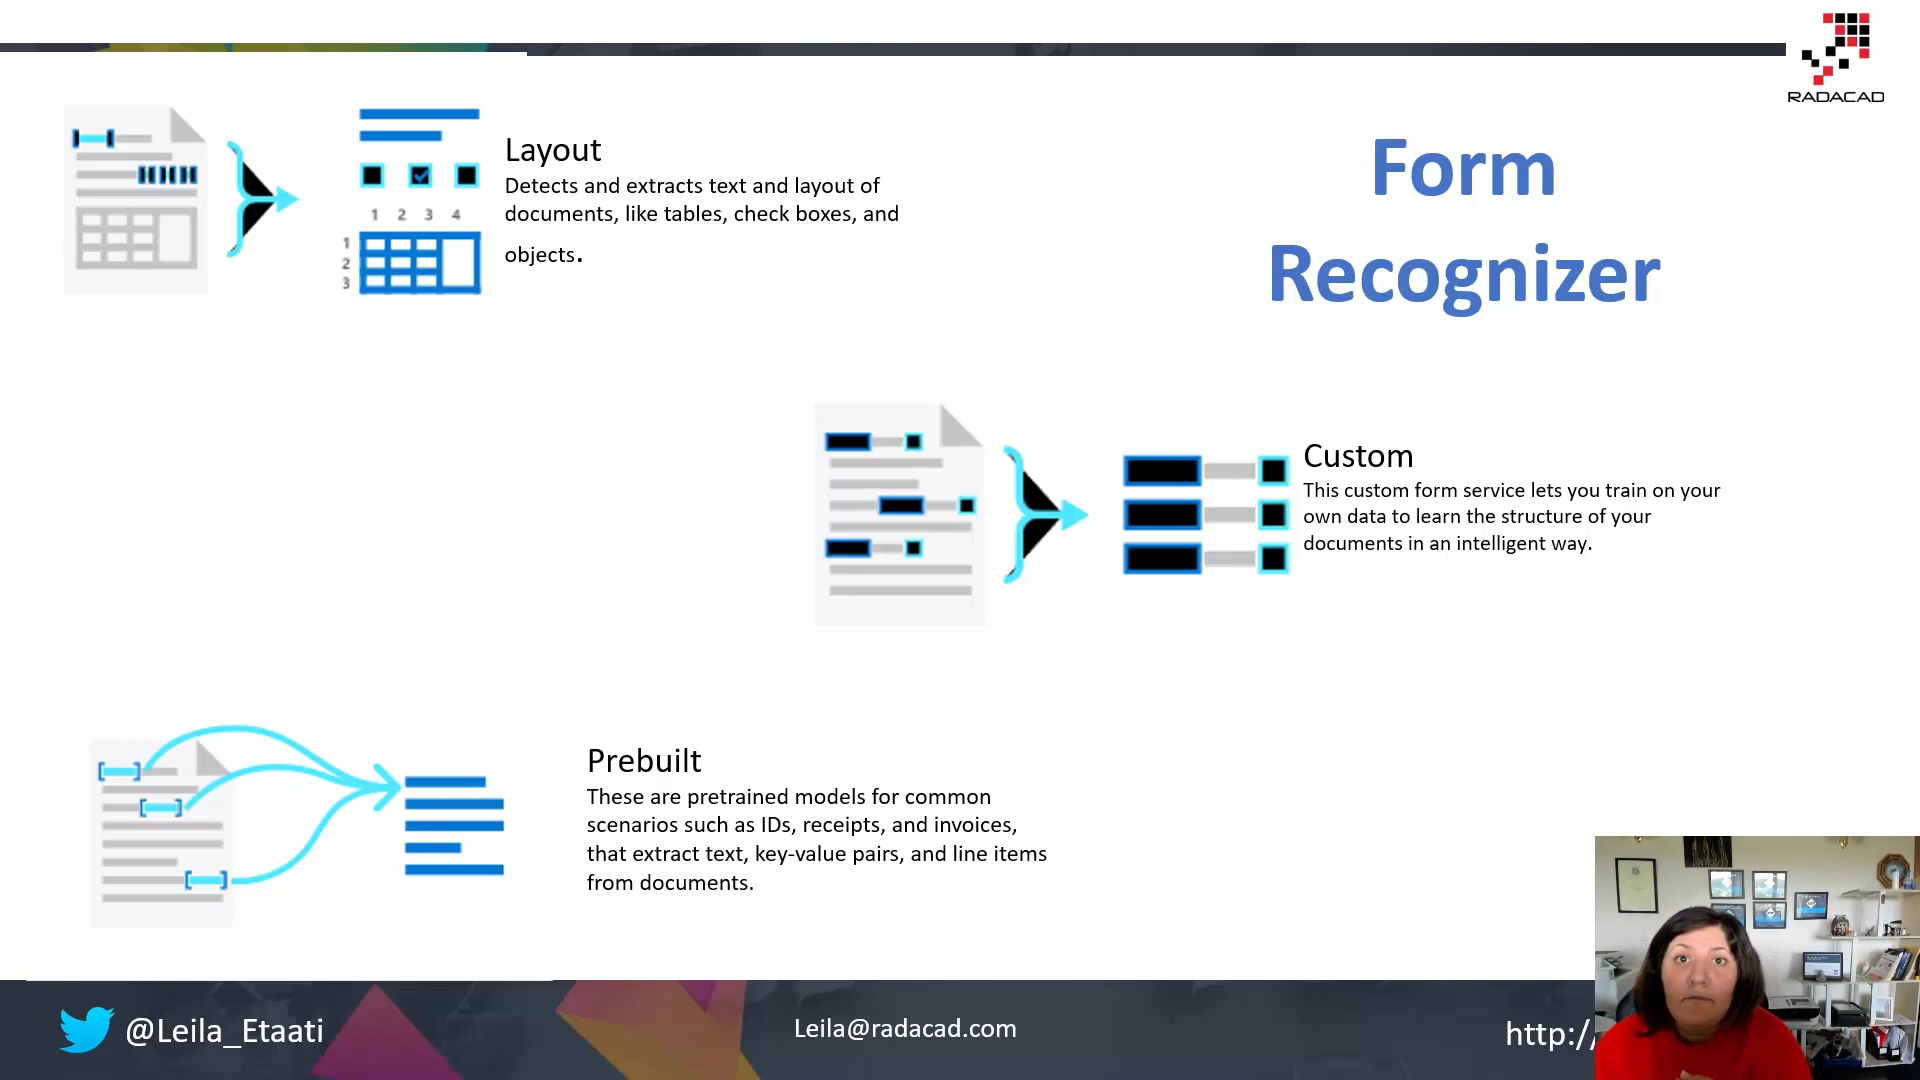 RADACAD
Form
Recognizer
Layout
Detects and extracts text and layout of
documents, like tables, check boxes, and
objects.
1 2 3 4
1
2
3
Custom
This custom form service lets you train on your
own data to learn the structure of your
documents in an intelligent way.
Prebuilt
These are pretrained models for common
scenarios such as IDs, receipts, and invoices,
that extract text, key-value pairs, and line items
from documents.
@Leila_Etaati
Leila@radacad.com
http:/